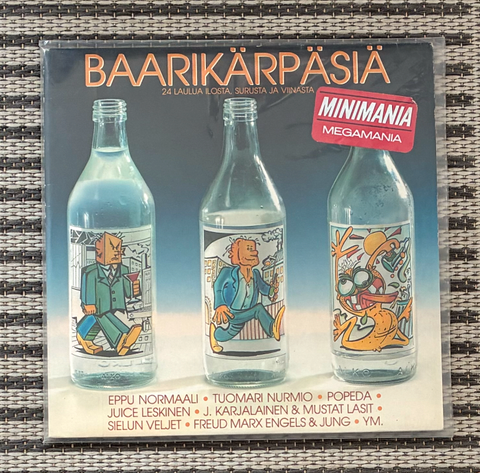 BAARIKÄRPÄSIÄ
24 LAULUA ILOSTA, SURUSTA JA VIINASTA
MINIMANIA
MEGAMANIA
EPPU NORMAALI • TUOMARI NURMIO • POPEDA •
JUICE LESKINEN • J. KARJALAINEN & MUSTAT LASIT •
SIELUN VELJET • FREUD MARX ENGELS & JUNG • YM.